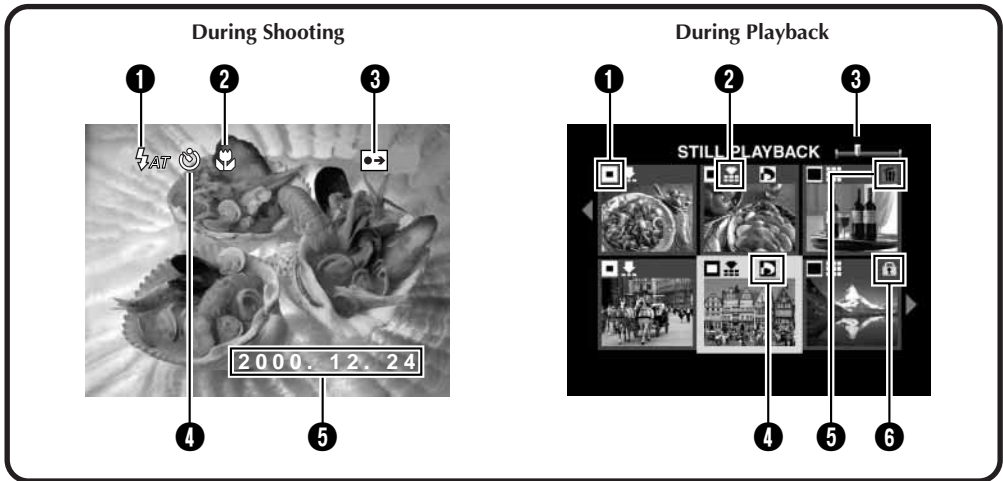 During Shooting
During Playback
1 2 3
1 2 3
AT
STILL PLAYBACK
2000. 12. 24
4 5
4 5 6